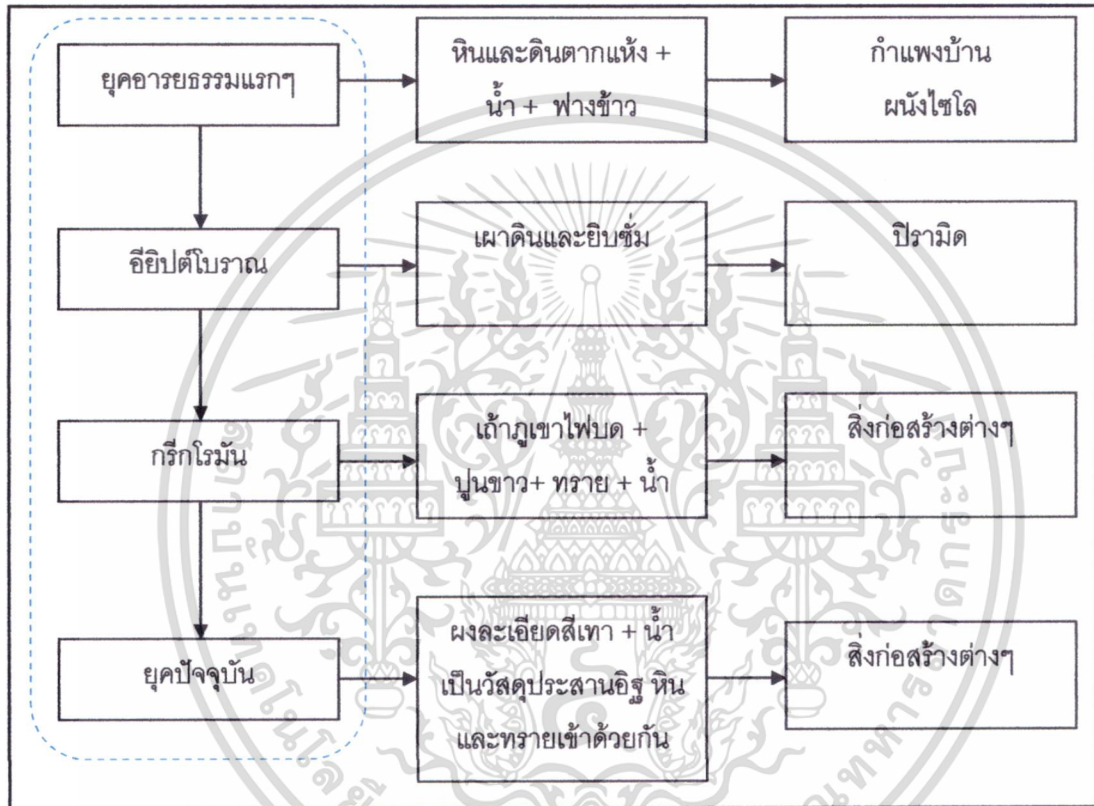 ยุคอารยธรรมแรกๆ
หินและดินตากแห้ง +
น้ำ + ฟางข้าว
กำแพงบ้าน
ผนังไซโล
อียิปต์โบราณ
เผาดินและยิบซั่ม
ปิรามิด
กรีกโรมัน
เถ้าภูเขาไฟบด +
ปูนขาว+ ทราย + น้ำ
สิ่งก่อสร้างต่างๆ
ยุคปัจจุบัน
ผงละเอียดสีเทา + น้ำ
เป็นวัสดุประสานอิฐ หิน
และทรายเข้าด้วยกัน
สิ่งก่อสร้างต่างๆ